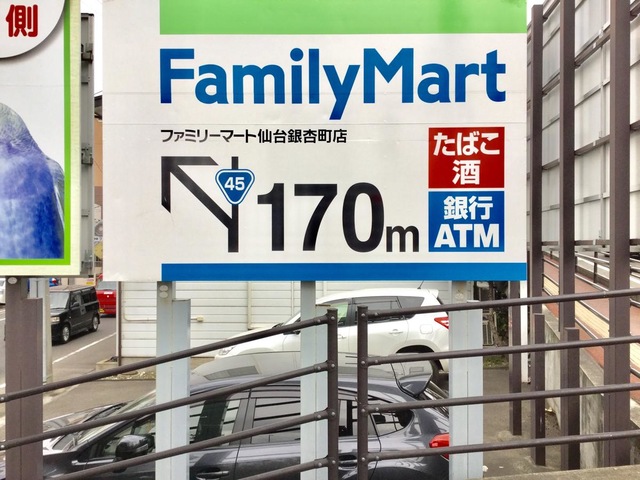 側
FamilyMart
ファミリーマート仙台銀杏町店
45
170m
たばこ
酒
銀行
ATM